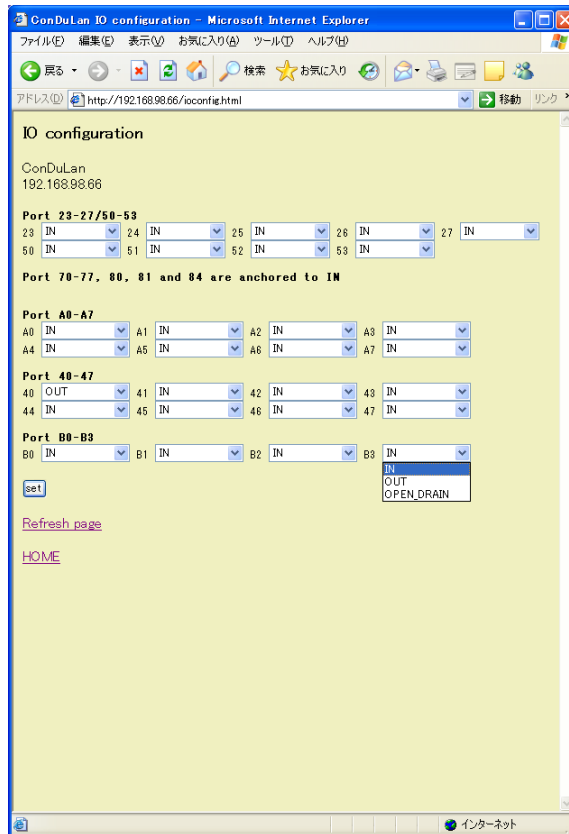 ConDuLan IO configuration - Microsoft Internet Explorer
ファイル(F) 編集(E) 表示(V) お気に入り(A) ツール(T) ヘルプ(H)
戻る 検索 お気に入り
アドレス(D) http://192.168.98.66/ioconfig.html 移動 リンク »
IO configuration
ConDuLan
192.168.98.66
Port 23-27/50-53
23 IN 24 IN 25 IN 26 IN 27 IN
50 IN 51 IN 52 IN 53 IN
Port 70-77, 80, 81 and 84 are anchored to IN
Port A0-A7
A0 IN A1 IN A2 IN A3 IN
A4 IN A5 IN A6 IN A7 IN
Port 40-47
40 OUT 41 IN 42 IN 43 IN
44 IN 45 IN 46 IN 47 IN
Port B0-B3
B0 IN B1 IN B2 IN B3 IN
IN
OUT
OPEN_DRAIN
set
Refresh page
HOME
インターネット